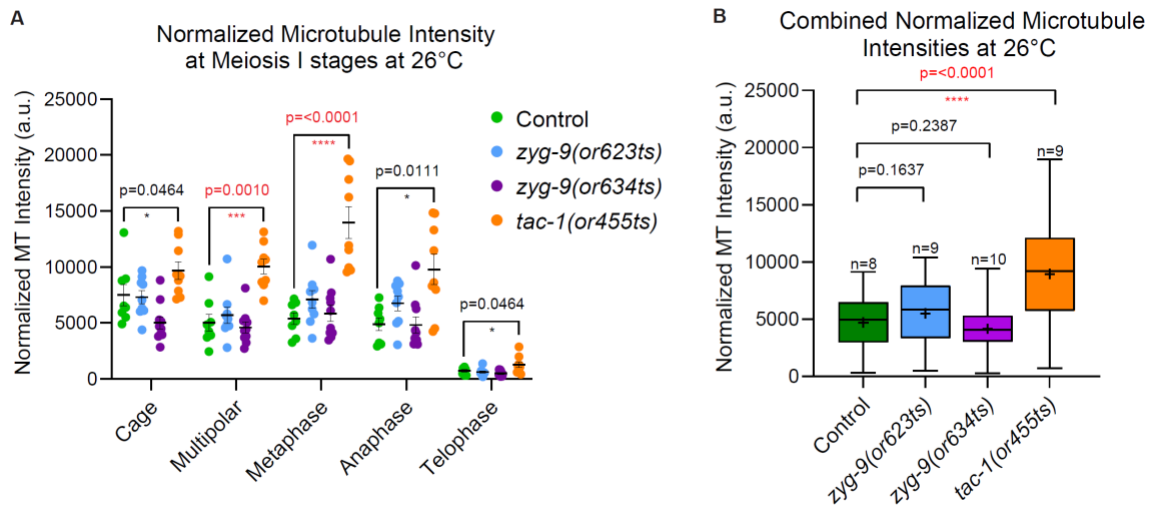 A
Normalized Microtubule Intensity
at Meiosis I stages at 26°C
Normalized MT Intensity (a.u.)
25000
20000
15000
10000
5000
0
p=0.0464
*
p=0.0010
***
p=<0.0001
****
p=0.0111
*
p=0.0464
*
Control
zyg-9(or623ts)
zyg-9(or634ts)
tac-1(or455ts)
Cage
Multipolar
Metaphase
Anaphase
Telophase
B
Combined Normalized Microtubule
Intensities at 26°C
Normalized MT Intensity (a.u.)
25000
20000
15000
10000
5000
0
p=<0.0001
****
p=0.2387
p=0.1637
n=8
n=9
n=10
n=9
Control
zyg-9(or623ts)
zyg-9(or634ts)
tac-1(or455ts)